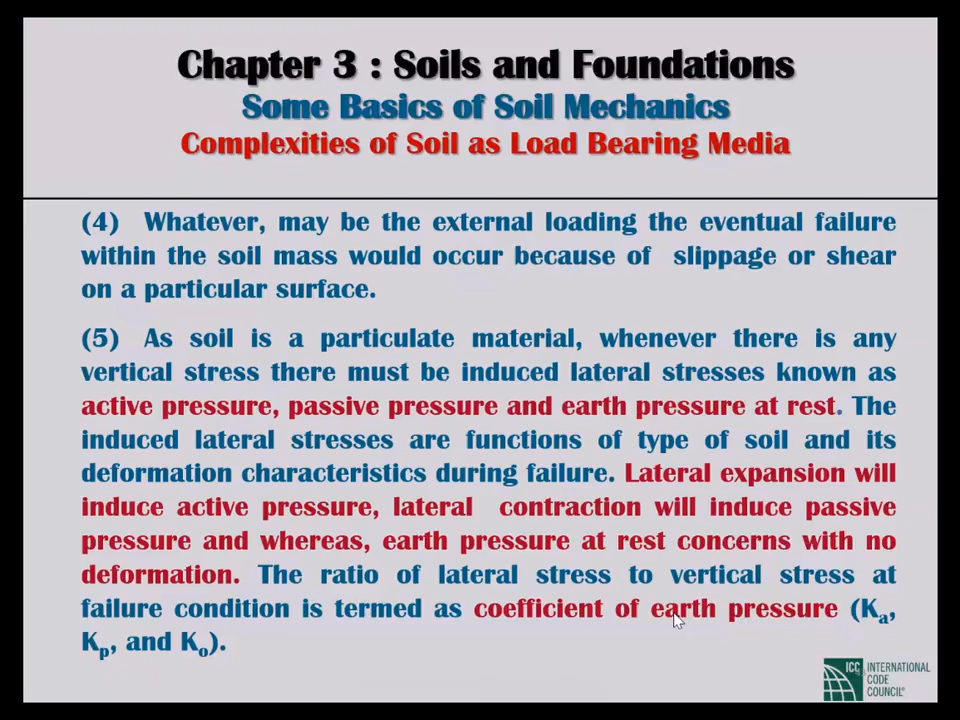 Chapter 3 : Soils and Foundations
Some Basics of Soil Mechanics
Complexities of Soil as Load Bearing Media
(4) Whatever, may be the external loading the eventual failure
within the soil mass would occur because of slippage or shear
on a particular surface.
(5) As soil is a particulate material, whenever there is any
vertical stress there must be induced lateral stresses known as
active pressure, passive pressure and earth pressure at rest. The
induced lateral stresses are functions of type of soil and its
deformation characteristics during failure. Lateral expansion will
induce active pressure, lateral contraction will induce passive
pressure and whereas, earth pressure at rest concerns with no
deformation. The ratio of lateral stress to vertical stress at
failure condition is termed as coefficient of earth pressure (Ka,
Kp, and Ko).
ICC INTERNATIONAL
CODE
COUNCIL®